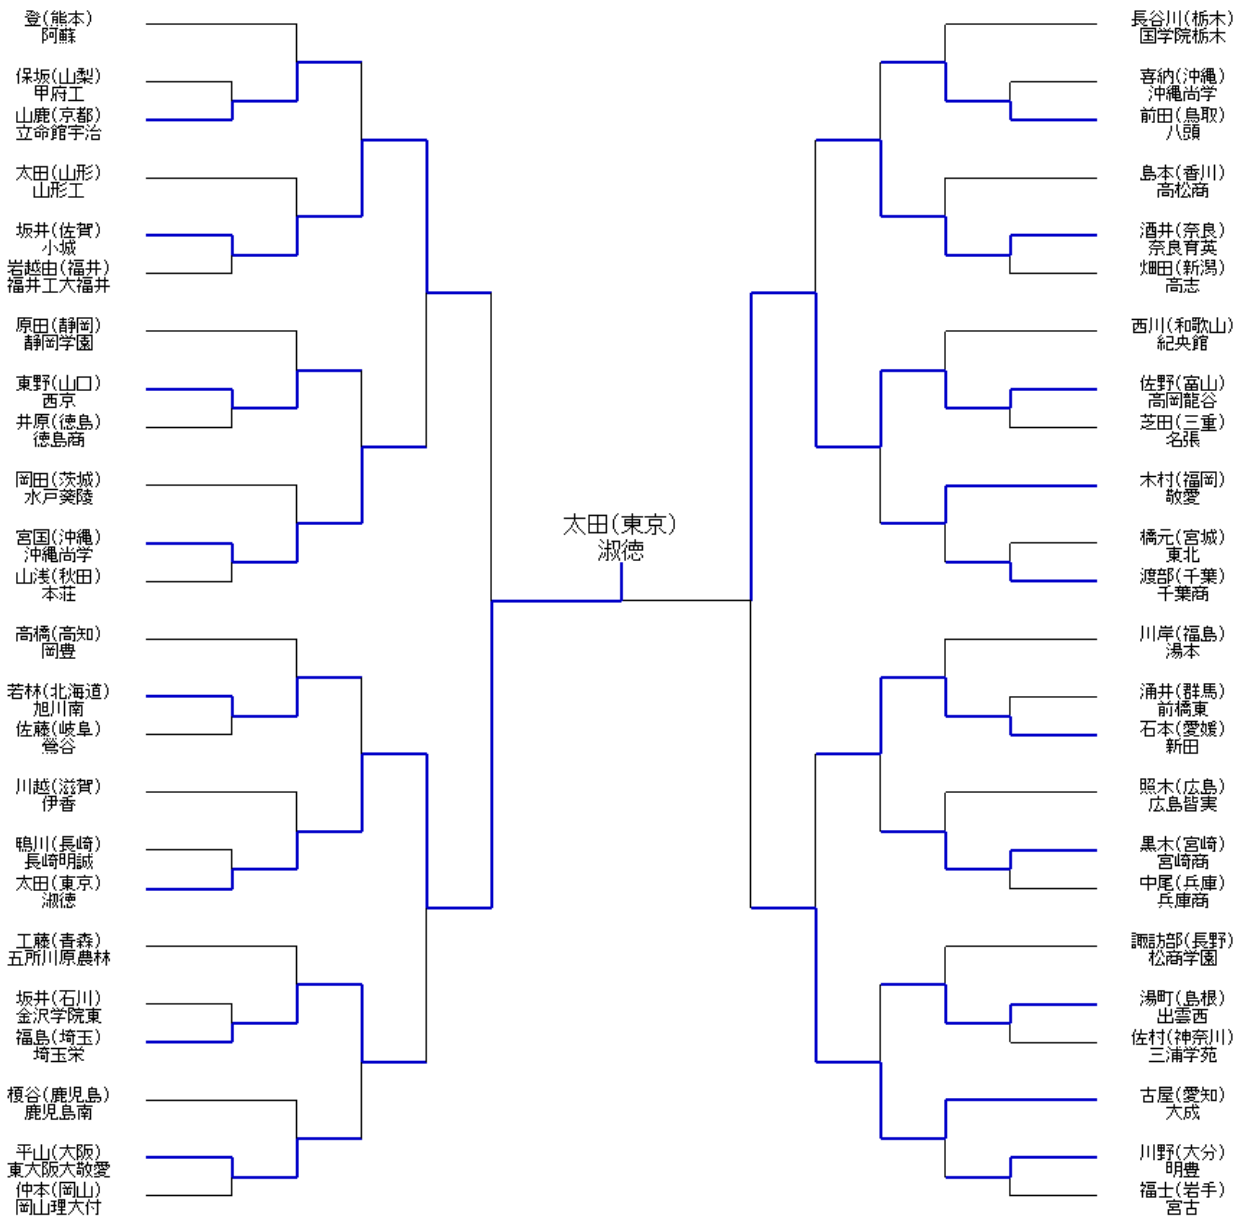 登(熊本)
阿蘇
保坂(山梨)
甲府工
山鹿(京都)
立命館宇治
太田(山形)
山形工
坂井(佐賀)
小城
岩越由(福井)
福井工大福井
原田(静岡)
静岡学園
東野(山口)
西京
井原(徳島)
徳島商
岡田(茨城)
水戸葵陵
宮国(沖縄)
沖縄尚学
山浅(秋田)
本荘
高橋(高知)
岡豊
若林(北海道)
旭川南
佐藤(岐阜)
鶯谷
川越(滋賀)
伊香
鴨川(長崎)
長崎明誠
太田(東京)
淑徳
工藤(青森)
五所川原農林
坂井(石川)
金沢学院東
福島(埼玉)
埼玉栄
榎谷(鹿児島)
鹿児島南
平山(大阪)
東大阪大敬愛
仲本(岡山)
岡山理大付
太田(東京)
淑徳
長谷川(栃木)
国学院栃木
喜納(沖縄)
沖縄尚学
前田(鳥取)
八頭
島本(香川)
高松商
酒井(奈良)
奈良育英
畑田(新潟)
高志
西川(和歌山)
紀央館
佐野(富山)
高岡龍谷
芝田(三重)
名張
木村(福岡)
敬愛
橋元(宮城)
東北
渡部(千葉)
千葉商
川岸(福島)
湯本
涌井(群馬)
前橋東
石本(愛媛)
新田
照木(広島)
広島皆実
黒木(宮崎)
宮崎商
中尾(兵庫)
兵庫商
諏訪部(長野)
松商学園
湯町(島根)
出雲西
佐村(神奈川)
三浦学苑
古屋(愛知)
大成
川野(大分)
明豊
福士(岩手)
宮古